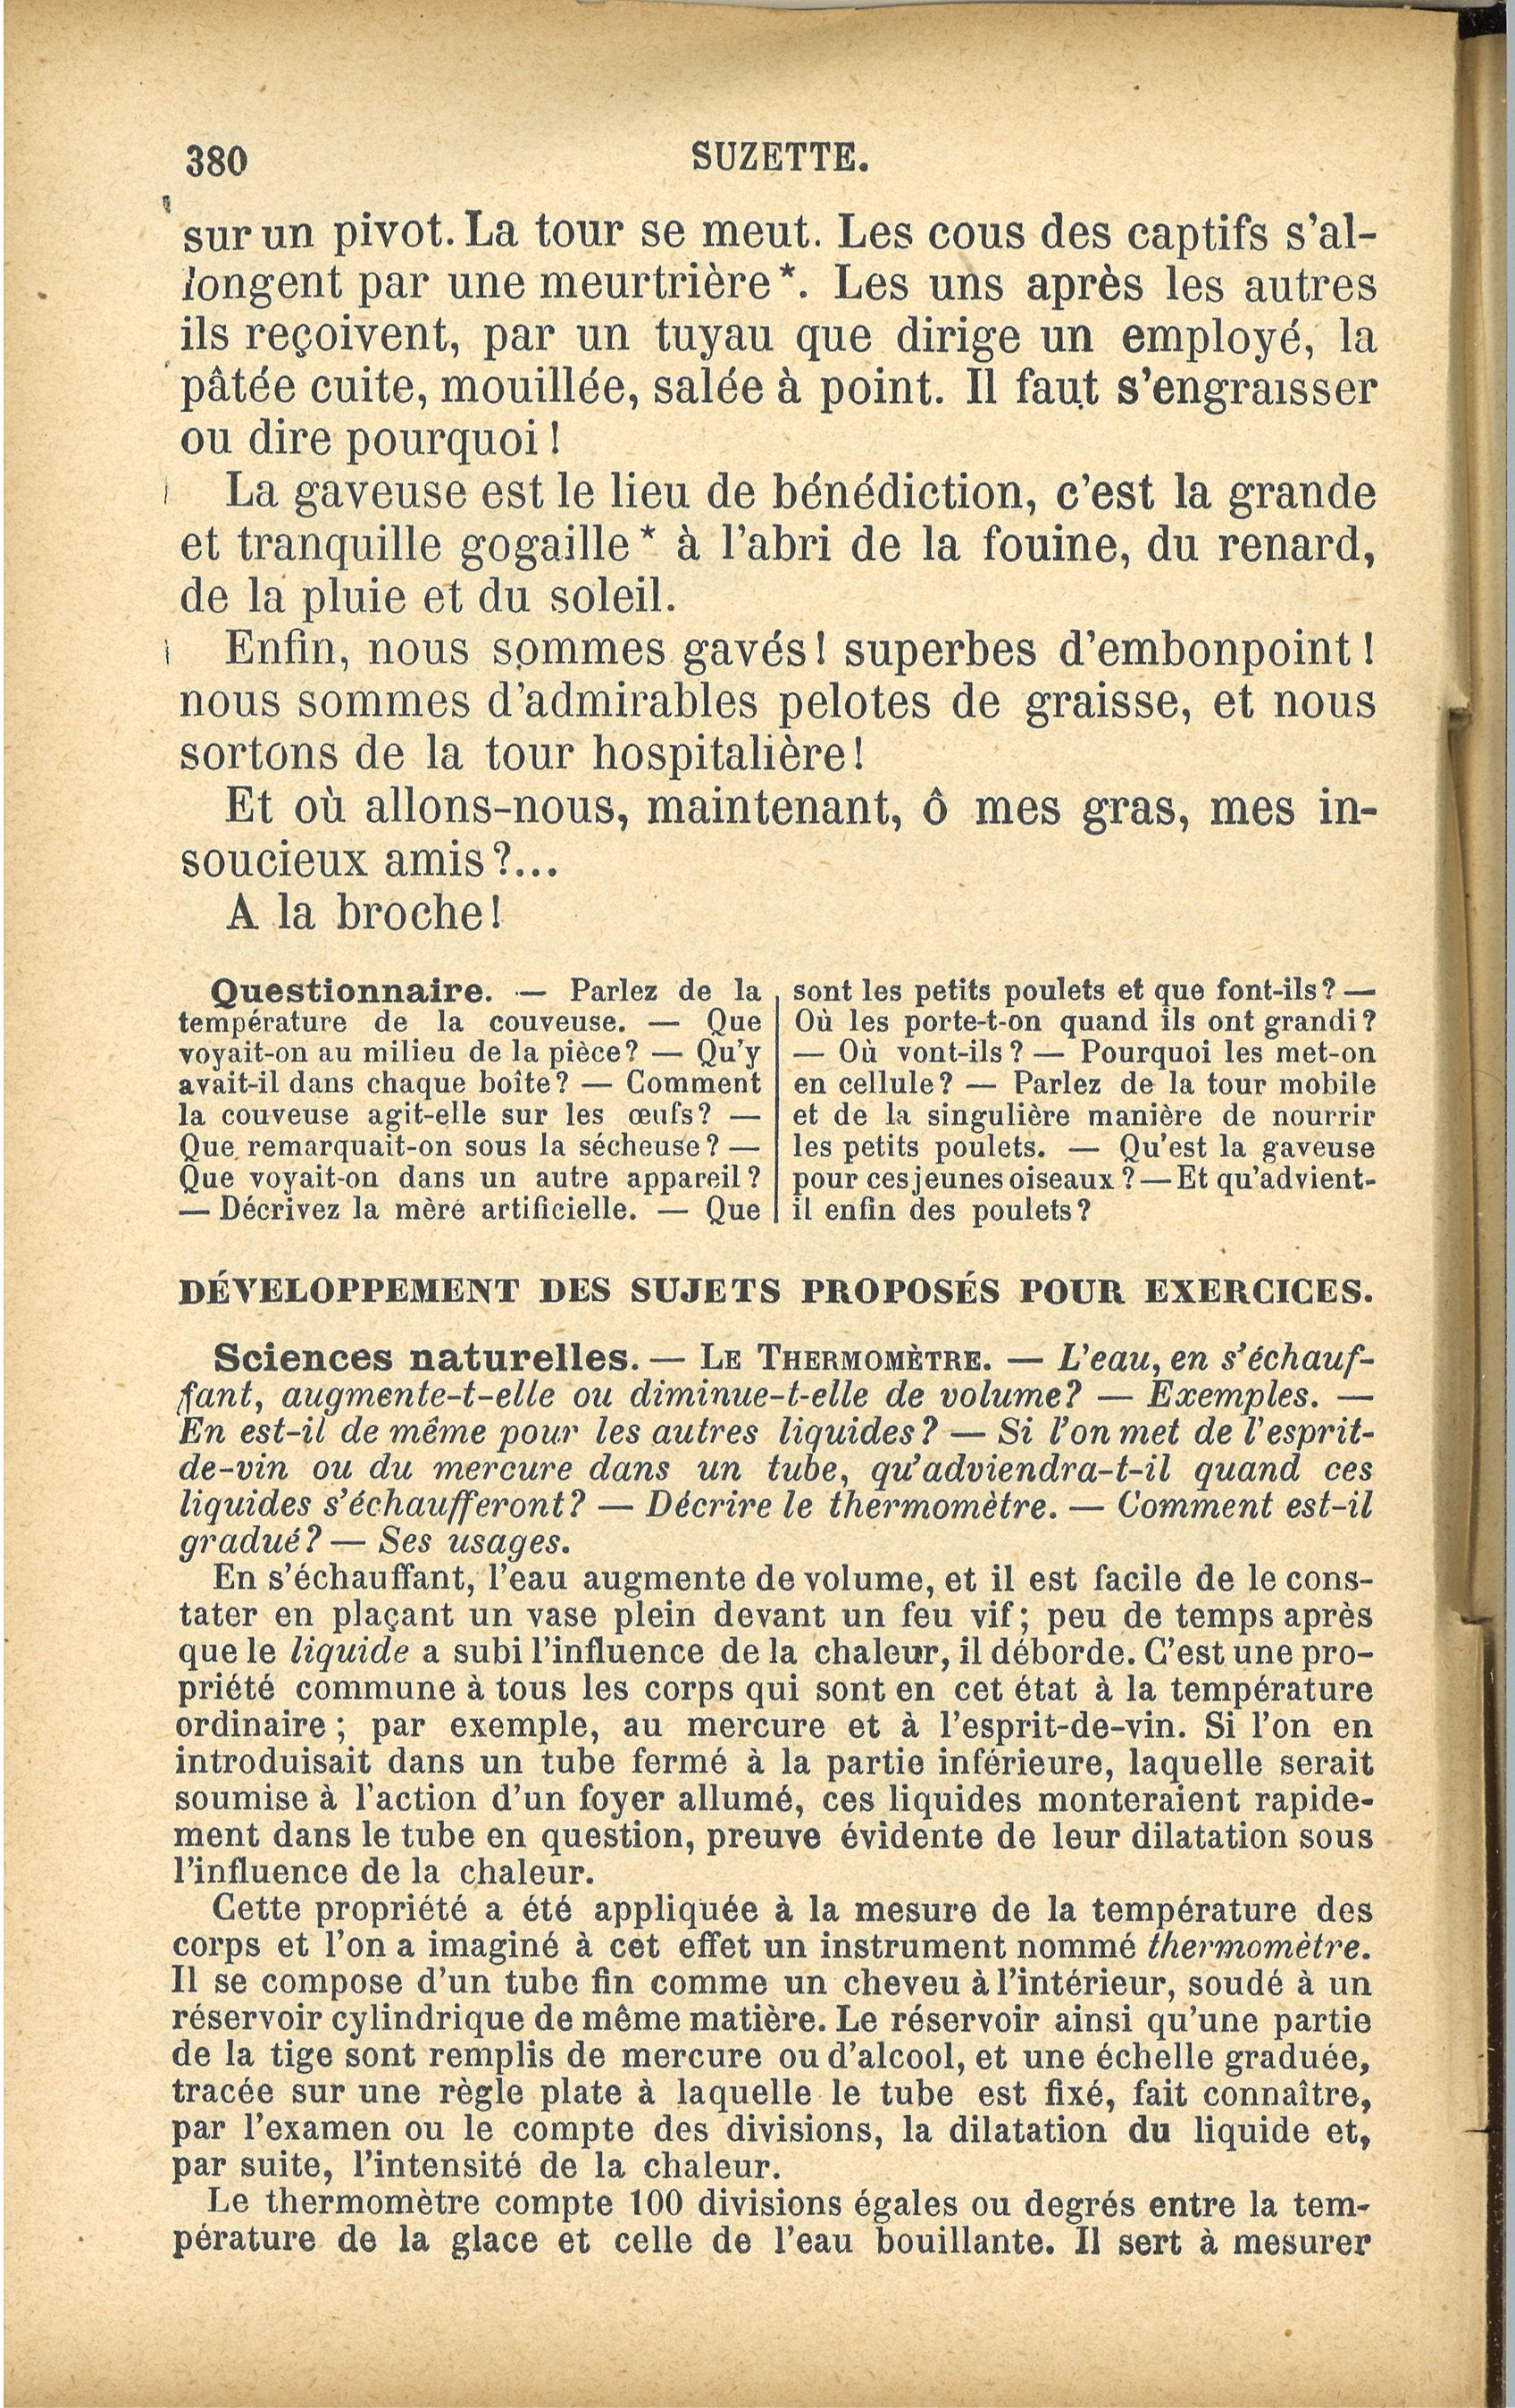 380
SUZETTE.
sur un pivot. La tour se meut. Les cous des captifs s'al-
longent par une meurtrière*. Les uns après les autres
ils reçoivent, par un tuyau que dirige un employé, la
pâtée cuite, mouillée, salée à point. Il faut s'engraisser
ou dire pourquoi!
La gaveuse est le lieu de bénédiction, c'est la grande
et tranquille gogaille* à l'abri de la fouine, du renard,
de la pluie et du soleil.
Enfin, nous sommes gavés! superbes d'embonpoint!
nous sommes d'admirables pelotes de graisse, et nous
sortons de la tour hospitalière!
Et où allons-nous, maintenant, ô mes gras, mes in-
soucieux amis?...
A la broche!
Questionnaire. — Parlez de la
température de la couveuse. — Que
voyait-on au milieu de la pièce? — Qu'y
avait-il dans chaque boîte? — Comment
la couveuse agit-elle sur les œufs? —
Que remarquait-on sous la sécheuse? —
Que voyait-on dans un autre appareil?
— Décrivez la mère artificielle. — Que
sont les petits poulets et que font-ils? —
Où les porte-t-on quand ils ont grandi?
— Où vont-ils? — Pourquoi les met-on
en cellule? — Parlez de la tour mobile
et de la singulière manière de nourrir
les petits poulets. — Qu'est la gaveuse
pour ces jeunes oiseaux? — Et qu'advient-
il enfin des poulets?
DÉVELOPPEMENT DES SUJETS PROPOSÉS POUR EXERCICES.
Sciences naturelles. — LE THERMOMÈTRE. — L'eau, en s'échauf-
fant, augmente-t-elle ou diminue-t-elle de volume? — Exemples. —
En est-il de même pour les autres liquides? — Si l'on met de l'esprit-
de-vin ou du mercure dans un tube, qu'adviendra-t-il quand ces
liquides s'échaufferont? — Décrire le thermomètre. — Comment est-il
gradué? — Ses usages.
En s'échauffant, l'eau augmente de volume, et il est facile de le cons-
tater en plaçant un vase plein devant un feu vif; peu de temps après
que le liquide a subi l'influence de la chaleur, il déborde. C'est une pro-
priété commune à tous les corps qui sont en cet état à la température
ordinaire; par exemple, au mercure et à l'esprit-de-vin. Si l'on en
introduisait dans un tube fermé à la partie inférieure, laquelle serait
soumise à l'action d'un foyer allumé, ces liquides monteraient rapide-
ment dans le tube en question, preuve évidente de leur dilatation sous
l'influence de la chaleur.
Cette propriété a été appliquée à la mesure de la température des
corps et l'on a imaginé à cet effet un instrument nommé thermomètre.
Il se compose d'un tube fin comme un cheveu à l'intérieur, soudé à un
réservoir cylindrique de même matière. Le réservoir ainsi qu'une partie
de la tige sont remplis de mercure ou d'alcool, et une échelle graduée,
tracée sur une règle plate à laquelle le tube est fixé, fait connaître,
par l'examen ou le compte des divisions, la dilatation du liquide et,
par suite, l'intensité de la chaleur.
Le thermomètre compte 100 divisions égales ou degrés entre la tem-
pérature de la glace et celle de l'eau bouillante. Il sert à mesurer